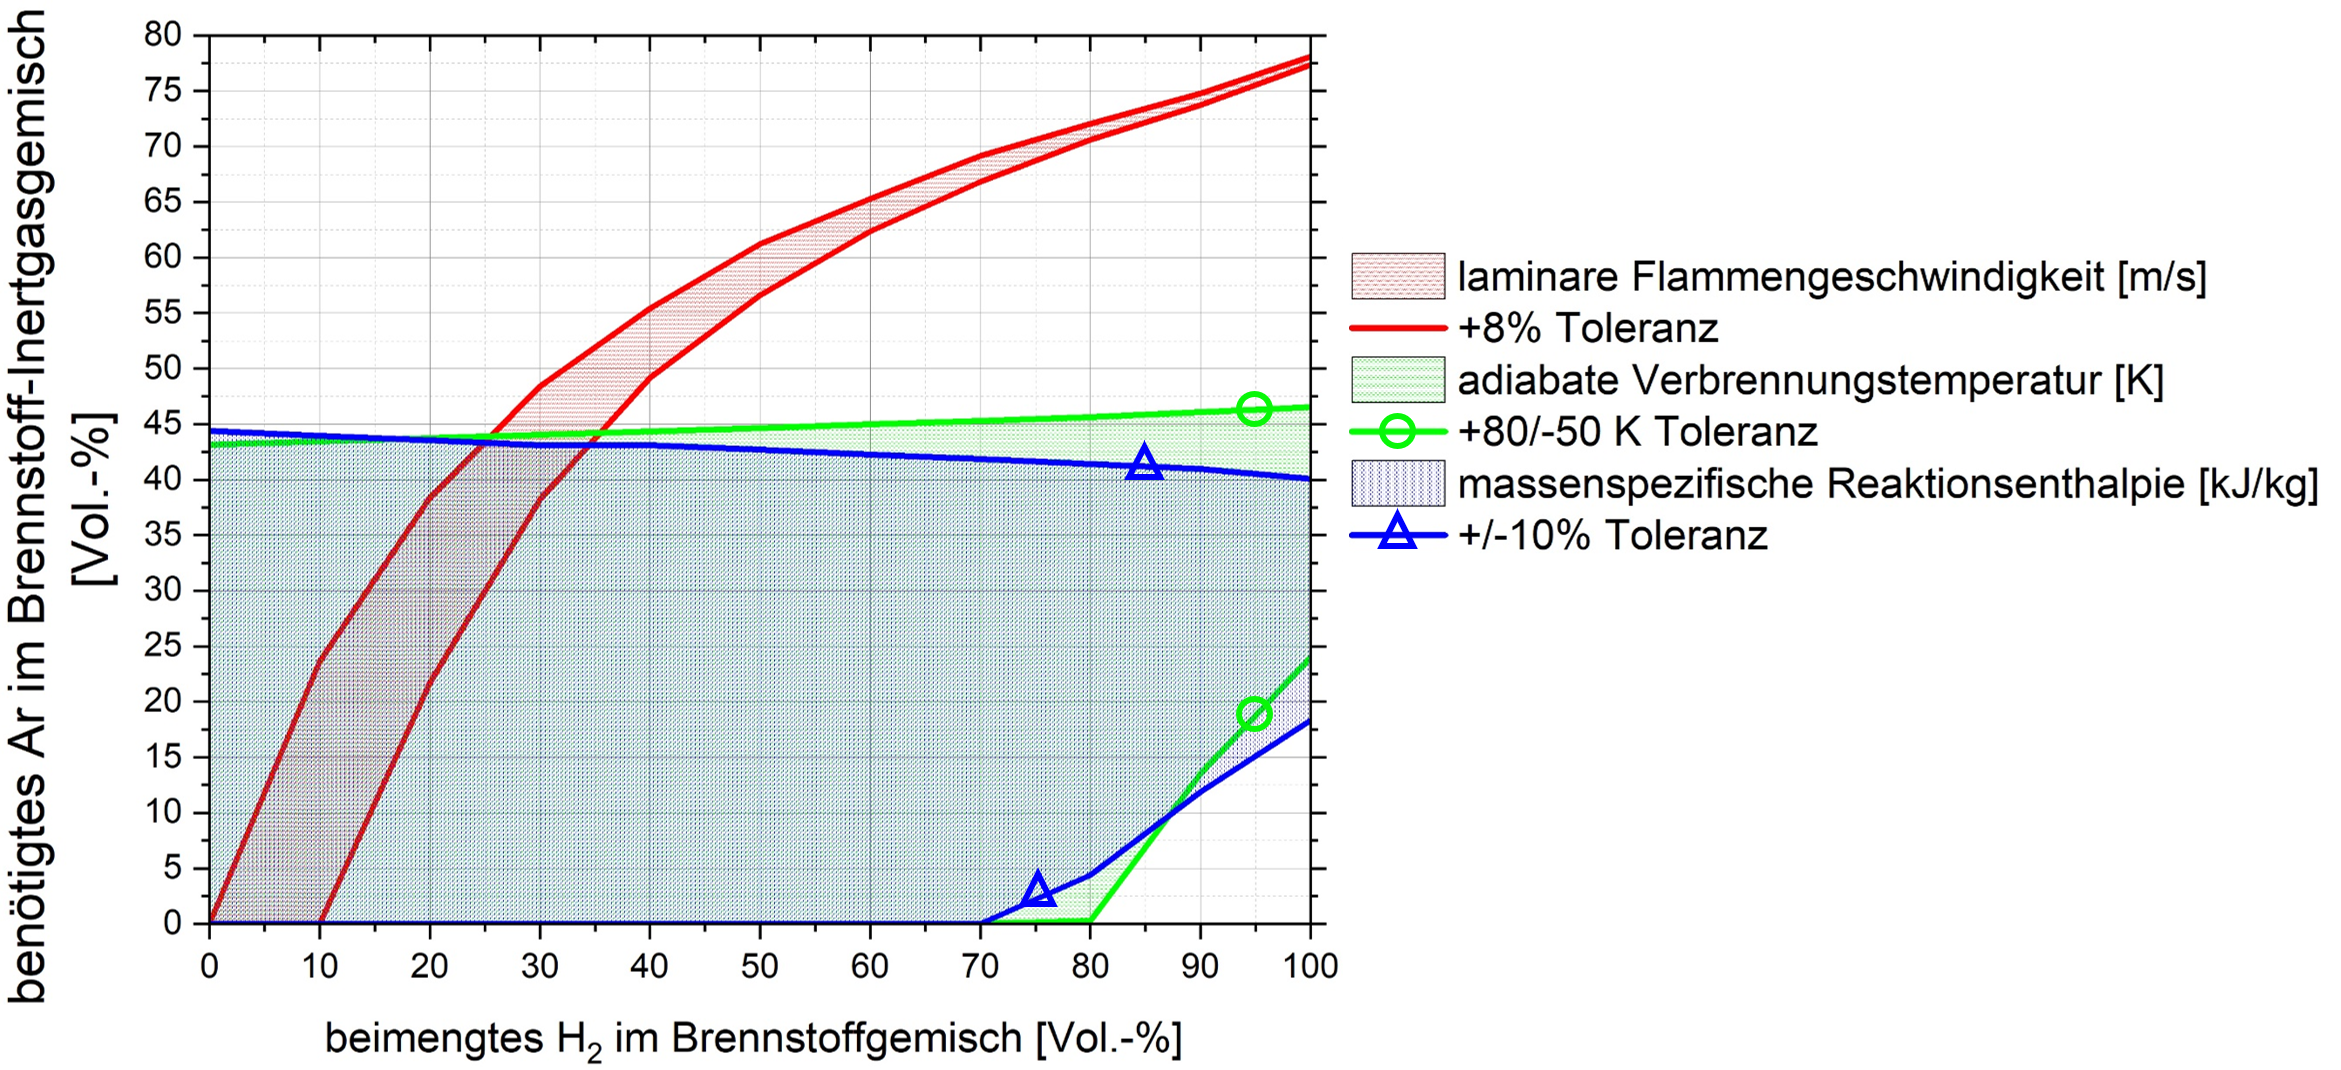 benötigtes Ar im Brennstoff-Inertgasgemisch
[Vol.-%]
80
75
70
65
60
55
50
45
40
35
30
25
20
15
10
5
0
0 10 20 30 40 50 60 70 80 90 100
beimengtes H₂ im Brennstoffgemisch [Vol.-%]
laminare Flammengeschwindigkeit [m/s]
+8% Toleranz
adiabate Verbrennungstemperatur [K]
+80/-50 K Toleranz
massenspezifische Reaktionsenthalpie [kJ/kg]
+/-10% Toleranz